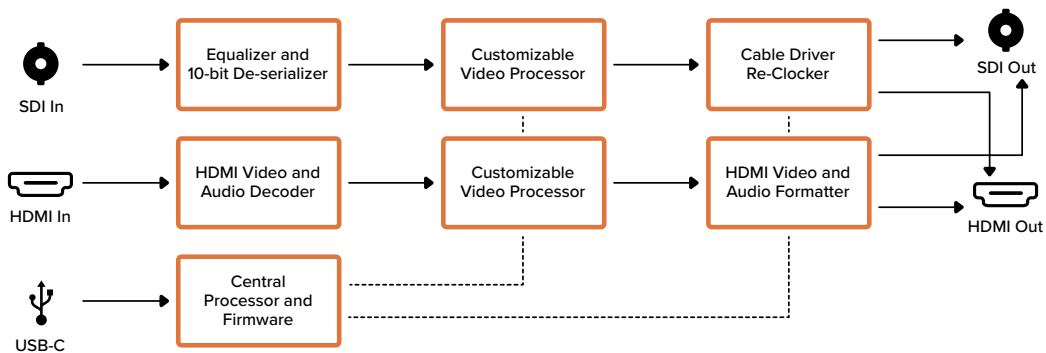 SDI In
Equalizer and
10-bit De-serializer
Customizable
Video Processor
Cable Driver
Re-Clocker
SDI Out
HDMI In
HDMI Video and
Audio Decoder
Customizable
Video Processor
HDMI Video and
Audio Formatter
HDMI Out
USB-C
Central
Processor and
Firmware